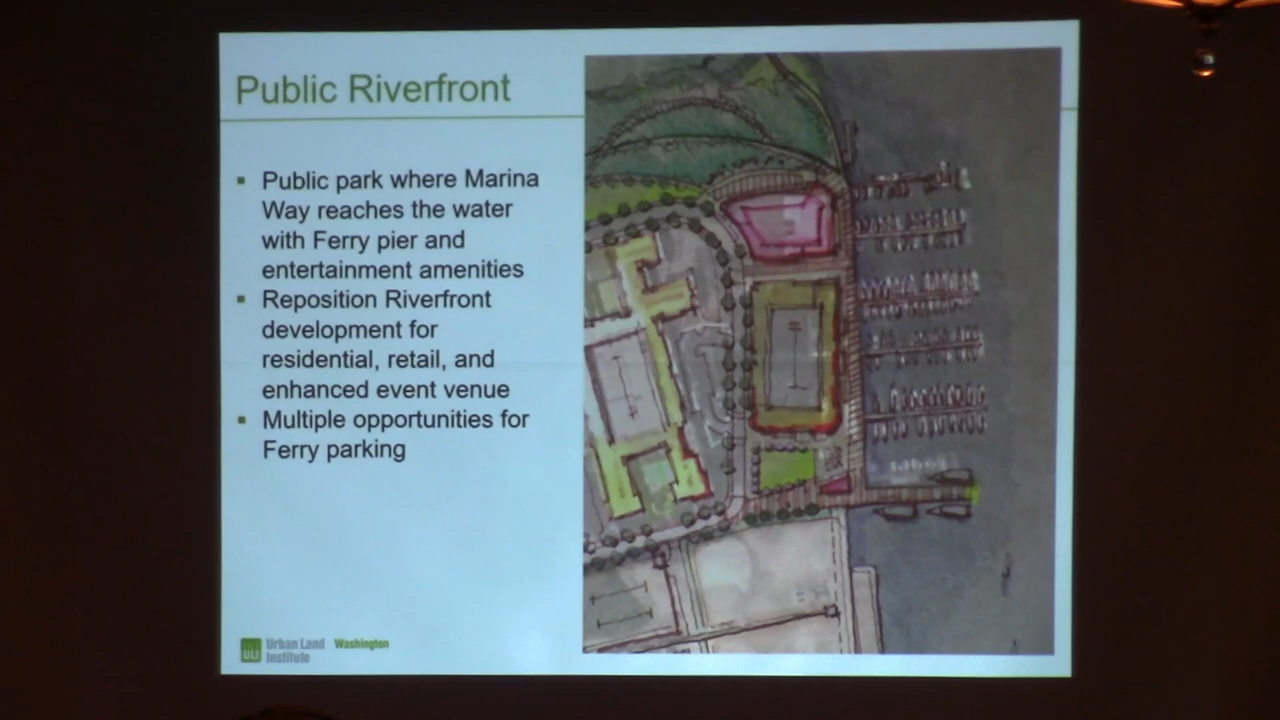 Public Riverfront
▪ Public park where Marina
Way reaches the water
with Ferry pier and
entertainment amenities
▪ Reposition Riverfront
development for
residential, retail, and
enhanced event venue
▪ Multiple opportunities for
Ferry parking
ULI
Urban Land Washington
Institute